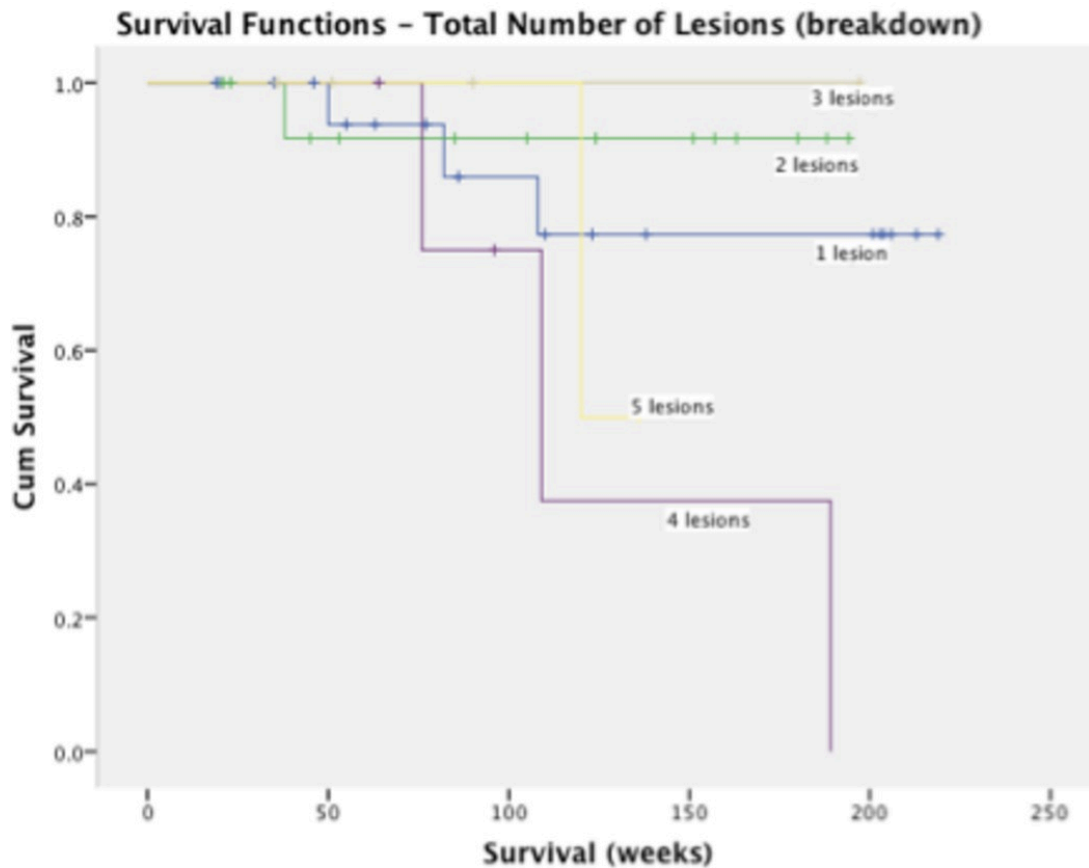 Survival Functions – Total Number of Lesions (breakdown)
1.0
3 lesions
2 lesions
0.8
1 lesion
0.6
5 lesions
0.4
4 lesions
0.2
0.0
Cum Survival
0 50 100 150 200 250
Survival (weeks)